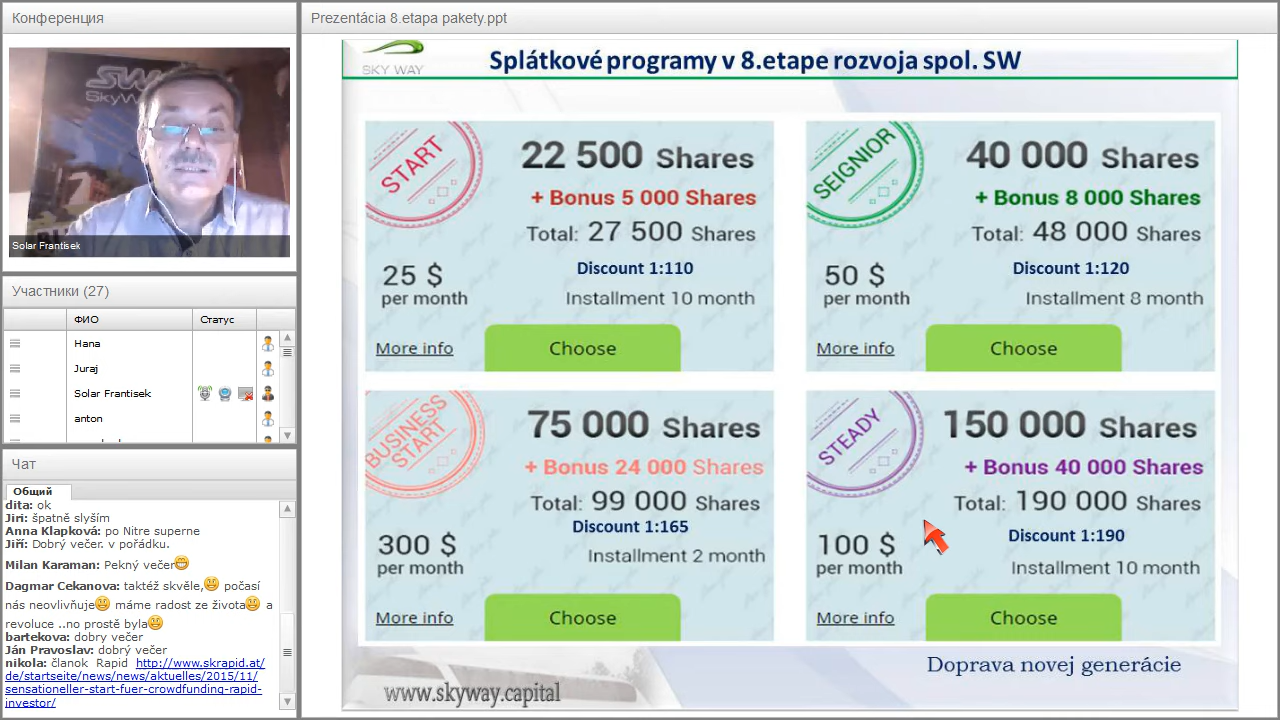 Конференция
SkyWay
Solar Frantisek
Участники (27)
ФИО
Статус
Hana
Juraj
Solar Frantisek
anton
Чат
Общий
dita: ok
Jiri: špatně slyším
Anna Klapková: po Nitre superne
Jiří: Dobrý večer. v pořádku.
Milan Karaman: Pekný večer
Dagmar Cekanova: taktéž skvěle, počasí
nás neovlivňuje máme radost ze života a
revoluce ..no prostě byla
bartekova: dobry večer
Ján Pravoslav: dobrý večer
nikola: članok Rapid http://www.skrapid.at/
de/startseite/news/news/aktuelles/2015/11/
sensationeller-start-fuer-crowdfunding-rapid-
investor/
Prezentácia 8.etapa pakety.ppt
SKY WAY
Splátkové programy v 8.etape rozvoja spol. SW
START
22 500 Shares
+ Bonus 5 000 Shares
Total: 27 500 Shares
Discount 1:110
25 $
per month
Installment 10 month
More info
Choose
SEIGNIOR
40 000 Shares
+ Bonus 8 000 Shares
Total: 48 000 Shares
Discount 1:120
50 $
per month
Installment 8 month
More info
Choose
BUSINESS
START
75 000 Shares
+ Bonus 24 000 Shares
Total: 99 000 Shares
Discount 1:165
300 $
per month
Installment 2 month
More info
Choose
STEADY
150 000 Shares
+ Bonus 40 000 Shares
Total: 190 000 Shares
Discount 1:190
100 $
per month
Installment 10 month
More info
Choose
Doprava novej generácie
www.skyway.capital